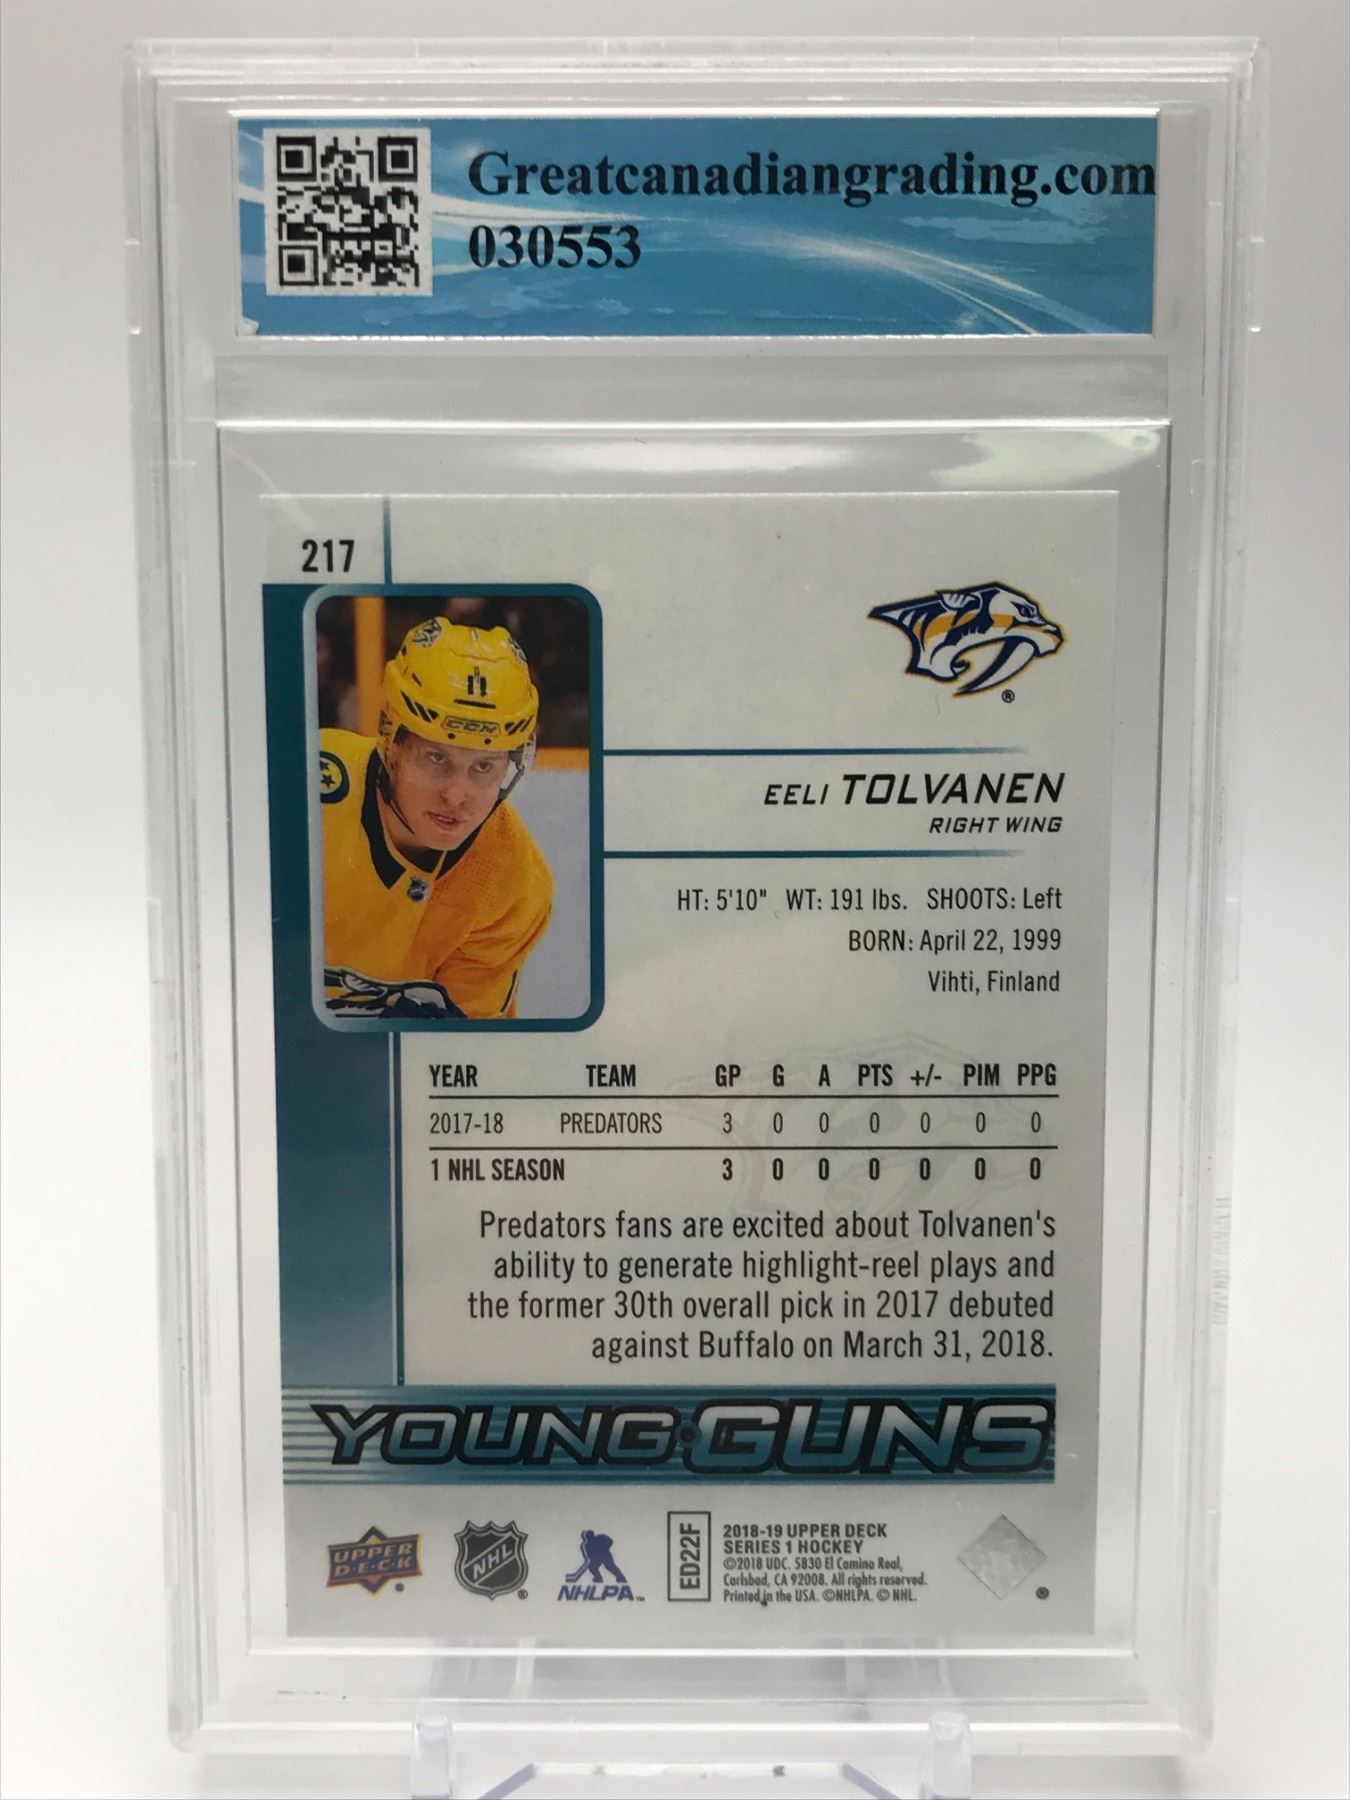 Greatcanadiangrading.com
030553
217
CCM
EELI TOLVANEN
RIGHT WING
HT: 5'10" WT: 191 lbs. SHOOTS: Left
BORN: April 22, 1999
Vihti, Finland
YEAR TEAM GP G A PTS +/- PIM PPG
2017-18 PREDATORS 3 0 0 0 0 0 0
1 NHL SEASON 3 0 0 0 0 0 0
Predators fans are excited about Tolvanen's
ability to generate highlight-reel plays and
the former 30th overall pick in 2017 debuted
against Buffalo on March 31, 2018.
YOUNG GUNS
UPPER
D•E•C•K
NHL
NHLPA™
ED22F
2018-19 UPPER DECK
SERIES 1 HOCKEY
©2018 UDC. 5830 El Camino Real,
Carlsbad, CA 92008. All rights reserved.
Printed in the USA. ©NHLPA. © NHL.